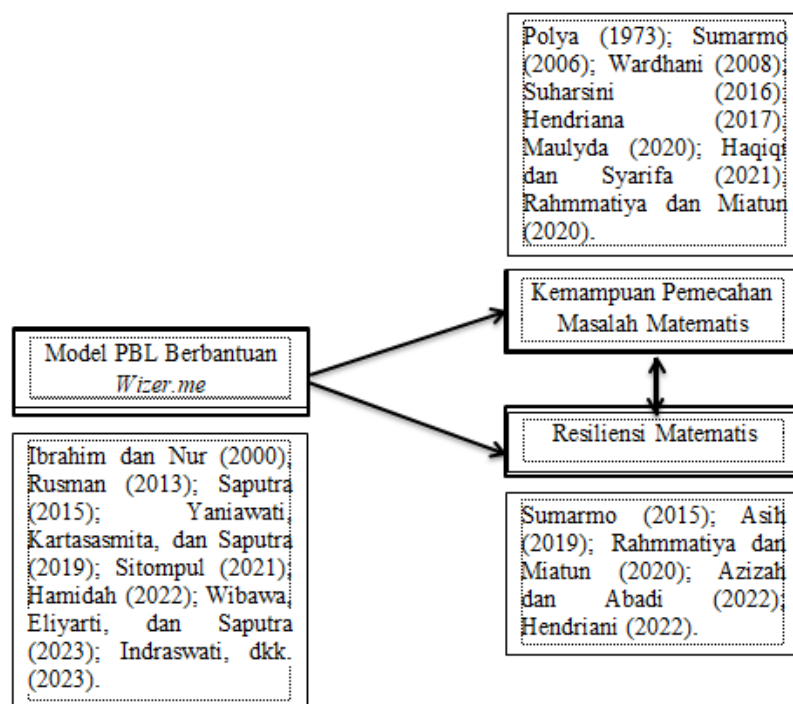 Polya (1973); Sumarmo
(2006); Wardhani (2008);
Suharsini (2016);
Hendriana (2017);
Maulyda (2020); Haqiqi
dan Syarifa (2021);
Rahmmatiya dan Miatun
(2020).
Kemampuan Pemecahan
Masalah Matematis
Model PBL Berbantuan
Wizer.me
Resiliensi Matematis
Ibrahim dan Nur (2000);
Rusman (2013); Saputra
(2015); Yaniawati,
Kartasasmita, dan Saputra
(2019); Sitompul (2021);
Hamidah (2022); Wibawa,
Eliyarti, dan Saputra
(2023); Indraswati, dkk.
(2023).
Sumarmo (2015); Asih
(2019); Rahmmatiya dan
Miatun (2020); Azizah
dan Abadi (2022);
Hendriani (2022).